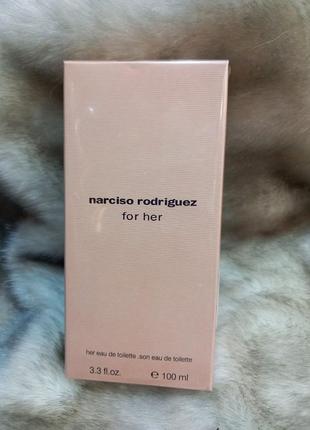 narciso rodriguez
for her
her eau de toilette .son eau de toilette
3.3 fl.oz. ℮ 100 ml